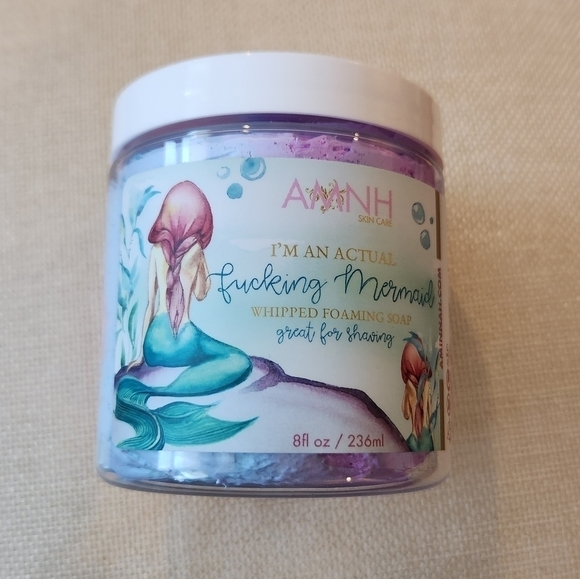 AMNH
SKIN CARE
I'M AN ACTUAL
fucking Mermaid
WHIPPED FOAMING SOAP
great for shaving
8fl oz / 236ml